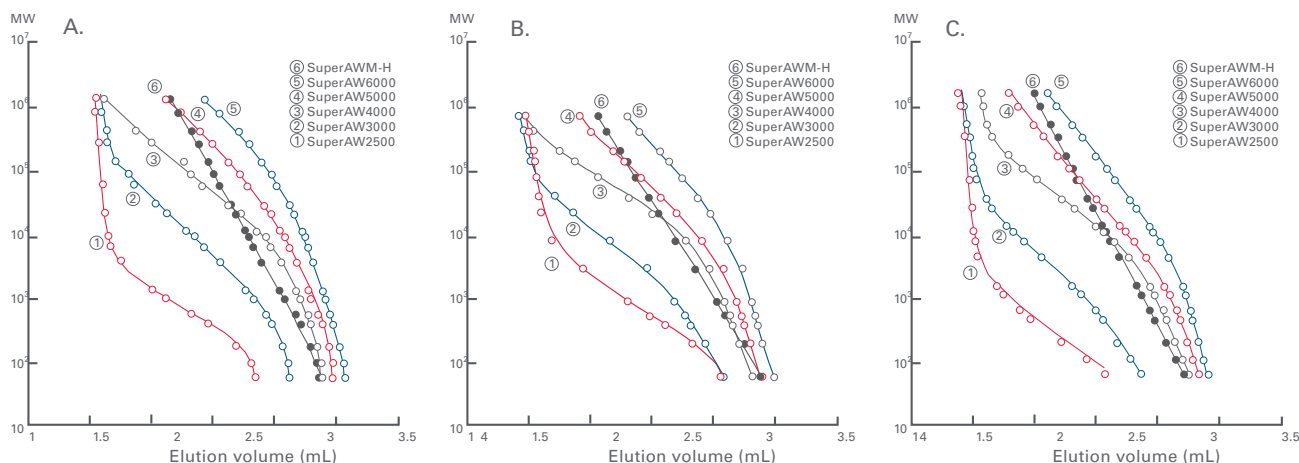 A.
MW
10⁷
10⁶
10⁵
10⁴
10³
10²
10
1
1.5
2
2.5
3
3.5
Elution volume (mL)
⑥ SuperAWM-H
⑤ SuperAW6000
④ SuperAW5000
③ SuperAW4000
② SuperAW3000
① SuperAW2500
⑥
⑤
④
③
②
①
B.
MW
10⁷
10⁶
10⁵
10⁴
10³
10²
10
1 4
1.5
2
2.5
3
3.5
Elution volume (mL)
⑥ SuperAWM-H
⑤ SuperAW6000
④ SuperAW5000
③ SuperAW4000
② SuperAW3000
① SuperAW2500
⑥
⑤
④
③
②
①
C.
MW
10⁷
10⁶
10⁵
10⁴
10³
10²
10
14
1.5
2
2.5
3
3.5
Elution volume (mL)
⑥ SuperAWM-H
⑤ SuperAW6000
④ SuperAW5000
③ SuperAW4000
② SuperAW3000
① SuperAW2500
⑥
⑤
④
③
②
①